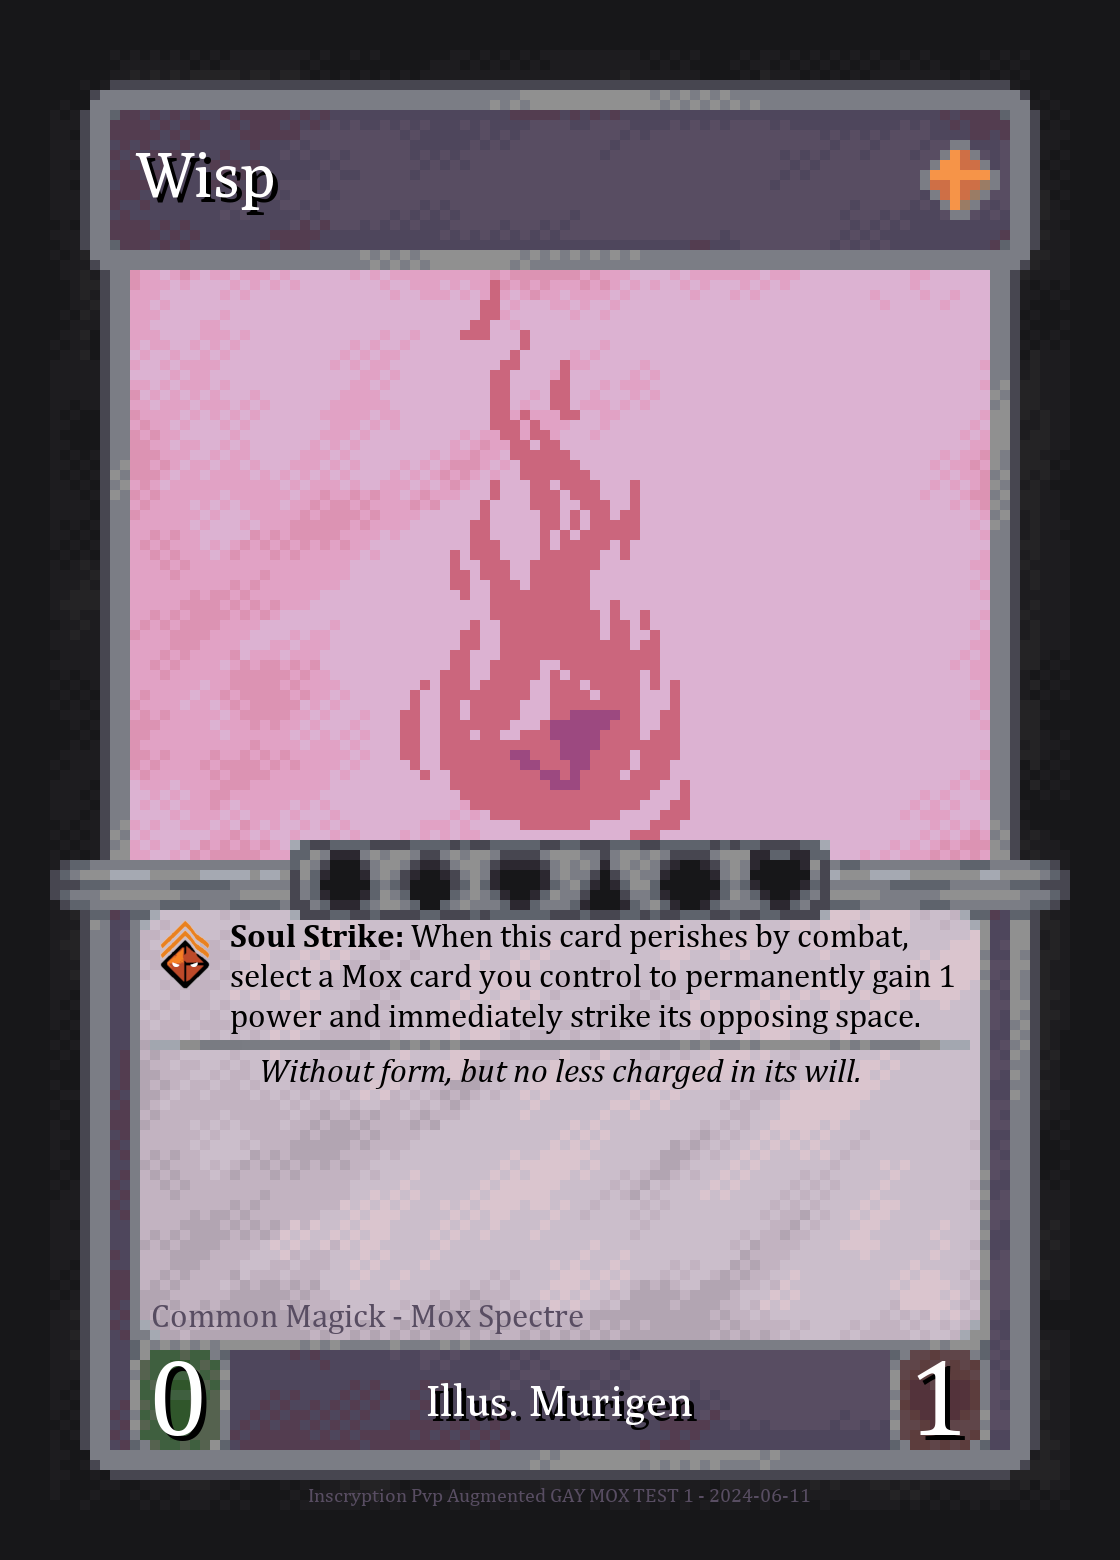 Wisp
Soul Strike: When this card perishes by combat,
select a Mox card you control to permanently gain 1
power and immediately strike its opposing space.
Without form, but no less charged in its will.
Common Magick - Mox Spectre
0
Illus. Murigen
1
Inscryption Pvp Augmented GAY MOX TEST 1 - 2024-06-11